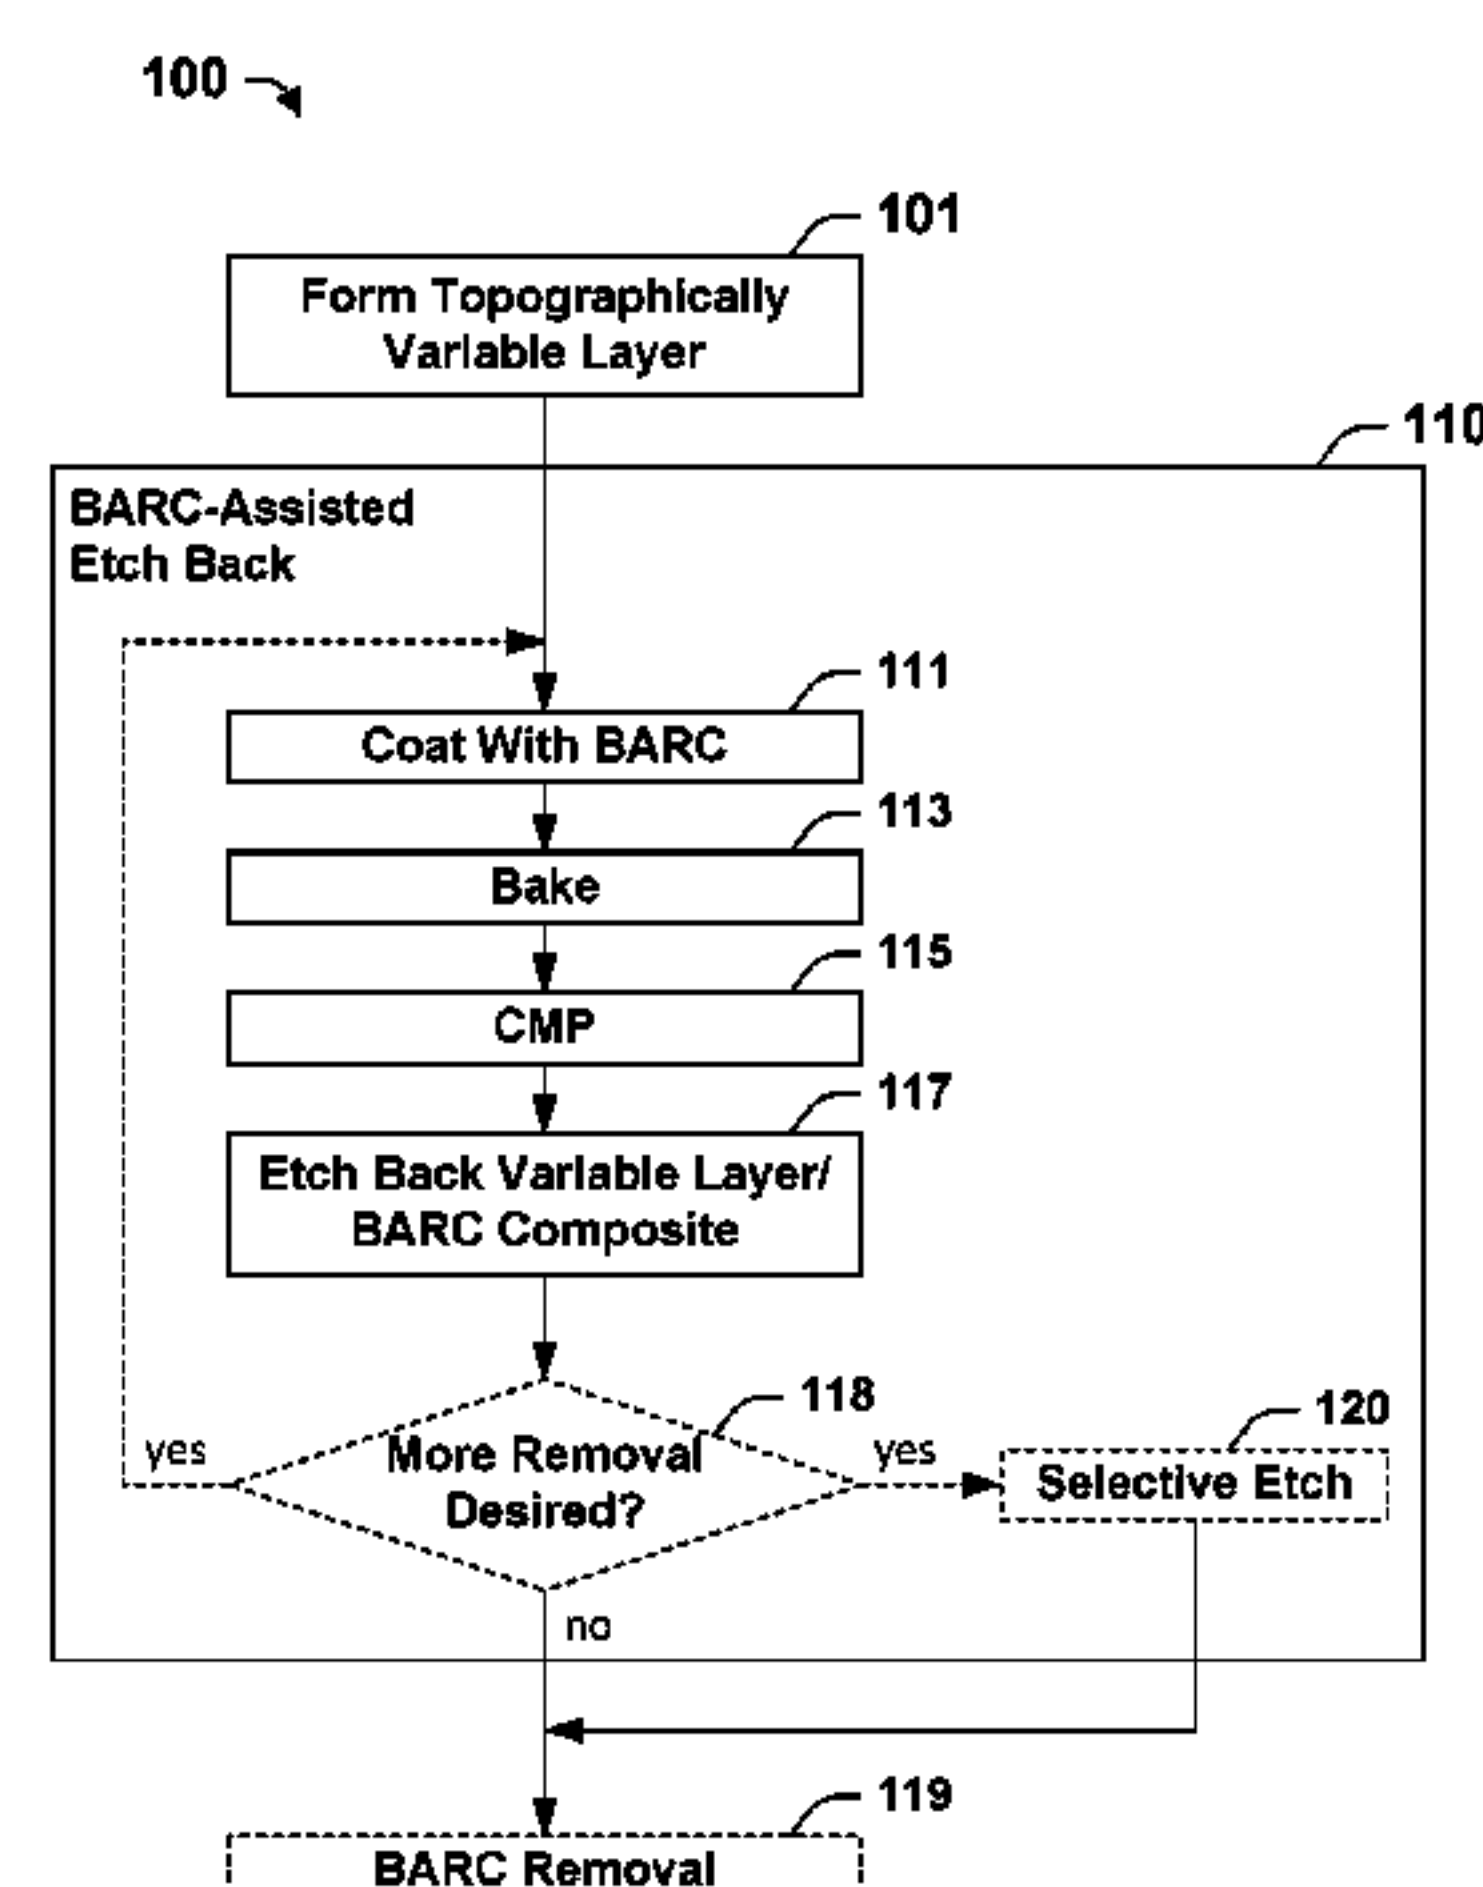 100
101
Form Topographically
Variable Layer
110
BARC-Assisted
Etch Back
111
Coat With BARC
113
Bake
115
CMP
117
Etch Back Variable Layer/
BARC Composite
118
120
yes
More Removal
Desired?
yes
Selective Etch
no
119
BARC Removal